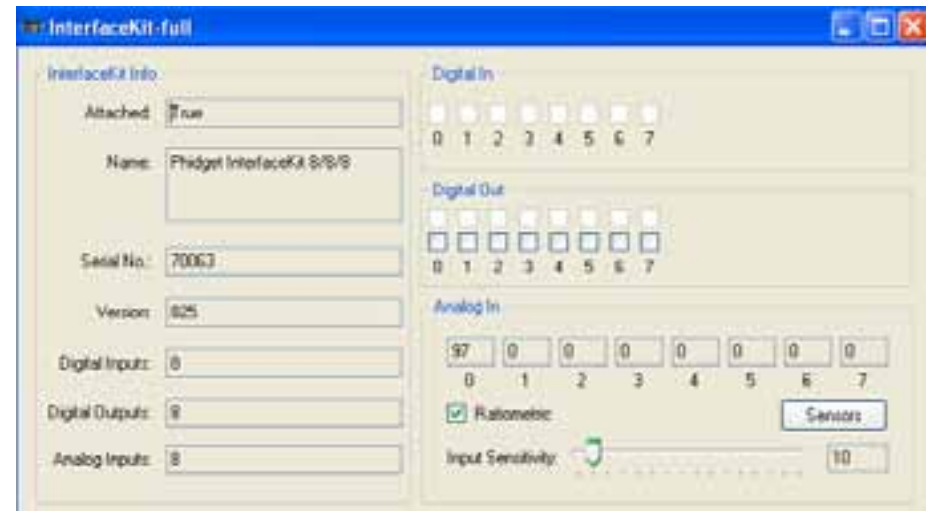 InterfaceKit-full
InterfaceKit Info
Attached: True
Name: Phidget InterfaceKit 8/8/8
Serial No.: 70063
Version: 825
Digital Inputs: 8
Digital Outputs: 8
Analog Inputs: 8
Digital In
0 1 2 3 4 5 6 7
Digital Out
0 1 2 3 4 5 6 7
Analog In
97 0 0 0 0 0 0 0
0 1 2 3 4 5 6 7
Ratiometric
Sensors
Input Sensitivity: 10